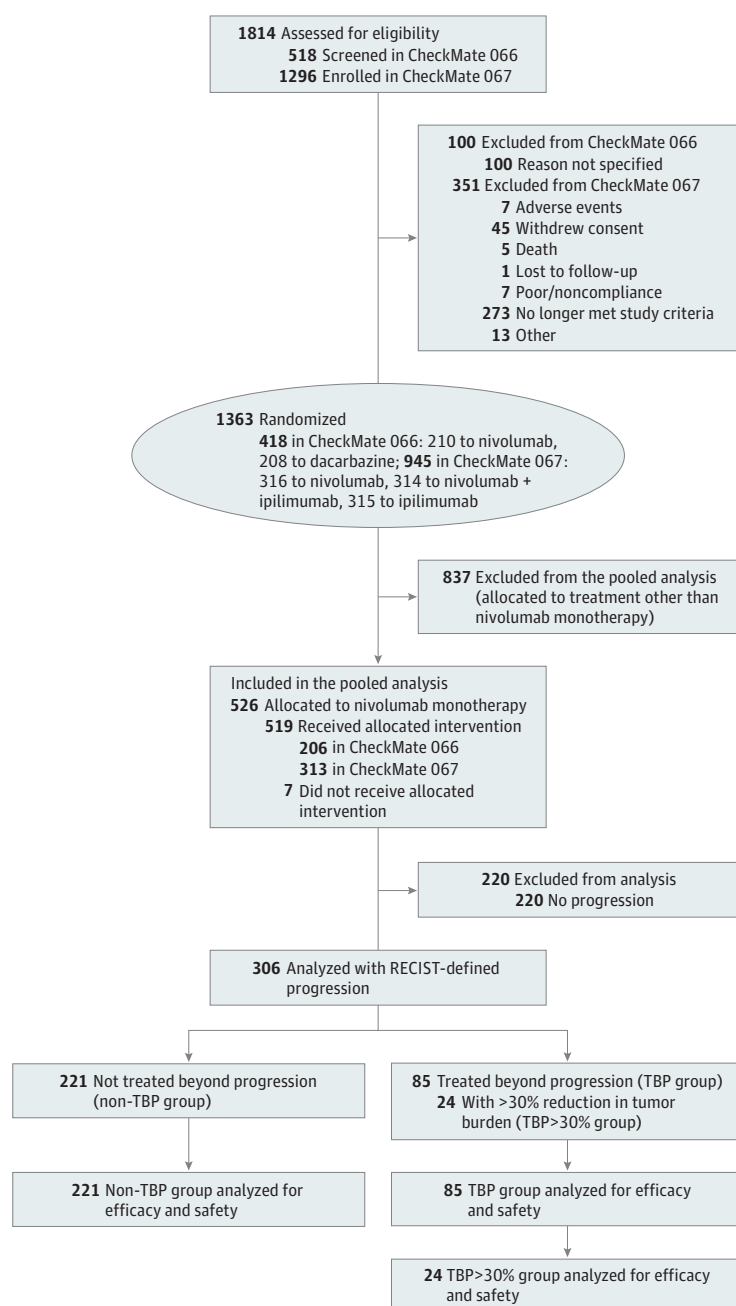 1814 Assessed for eligibility
518 Screened in CheckMate 066
1296 Enrolled in CheckMate 067
100 Excluded from CheckMate 066
100 Reason not specified
351 Excluded from CheckMate 067
7 Adverse events
45 Withdrew consent
5 Death
1 Lost to follow-up
7 Poor/noncompliance
273 No longer met study criteria
13 Other
1363 Randomized
418 in CheckMate 066: 210 to nivolumab,
208 to dacarbazine; 945 in CheckMate 067:
316 to nivolumab, 314 to nivolumab +
ipilimumab, 315 to ipilimumab
837 Excluded from the pooled analysis
(allocated to treatment other than
nivolumab monotherapy)
Included in the pooled analysis
526 Allocated to nivolumab monotherapy
519 Received allocated intervention
206 in CheckMate 066
313 in CheckMate 067
7 Did not receive allocated
intervention
220 Excluded from analysis
220 No progression
306 Analyzed with RECIST-defined
progression
221 Not treated beyond progression
(non-TBP group)
85 Treated beyond progression (TBP group)
24 With >30% reduction in tumor
burden (TBP>30% group)
221 Non-TBP group analyzed for
efficacy and safety
85 TBP group analyzed for efficacy
and safety
24 TBP>30% group analyzed for efficacy
and safety